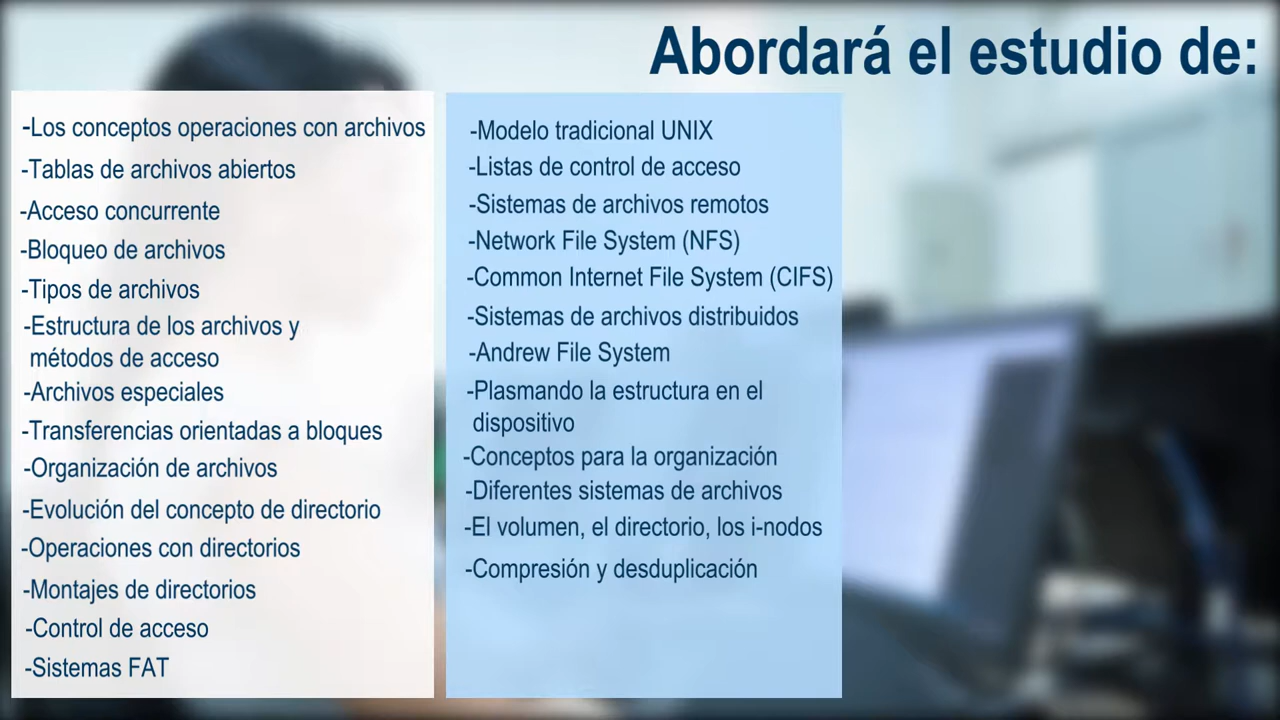 Abordará el estudio de:
-Los conceptos operaciones con archivos
-Tablas de archivos abiertos
-Acceso concurrente
-Bloqueo de archivos
-Tipos de archivos
-Estructura de los archivos y
métodos de acceso
-Archivos especiales
-Transferencias orientadas a bloques
-Organización de archivos
-Evolución del concepto de directorio
-Operaciones con directorios
-Montajes de directorios
-Control de acceso
-Sistemas FAT
-Modelo tradicional UNIX
-Listas de control de acceso
-Sistemas de archivos remotos
-Network File System (NFS)
-Common Internet File System (CIFS)
-Sistemas de archivos distribuidos
-Andrew File System
-Plasmando la estructura en el
dispositivo
-Conceptos para la organización
-Diferentes sistemas de archivos
-El volumen, el directorio, los i-nodos
-Compresión y desduplicación